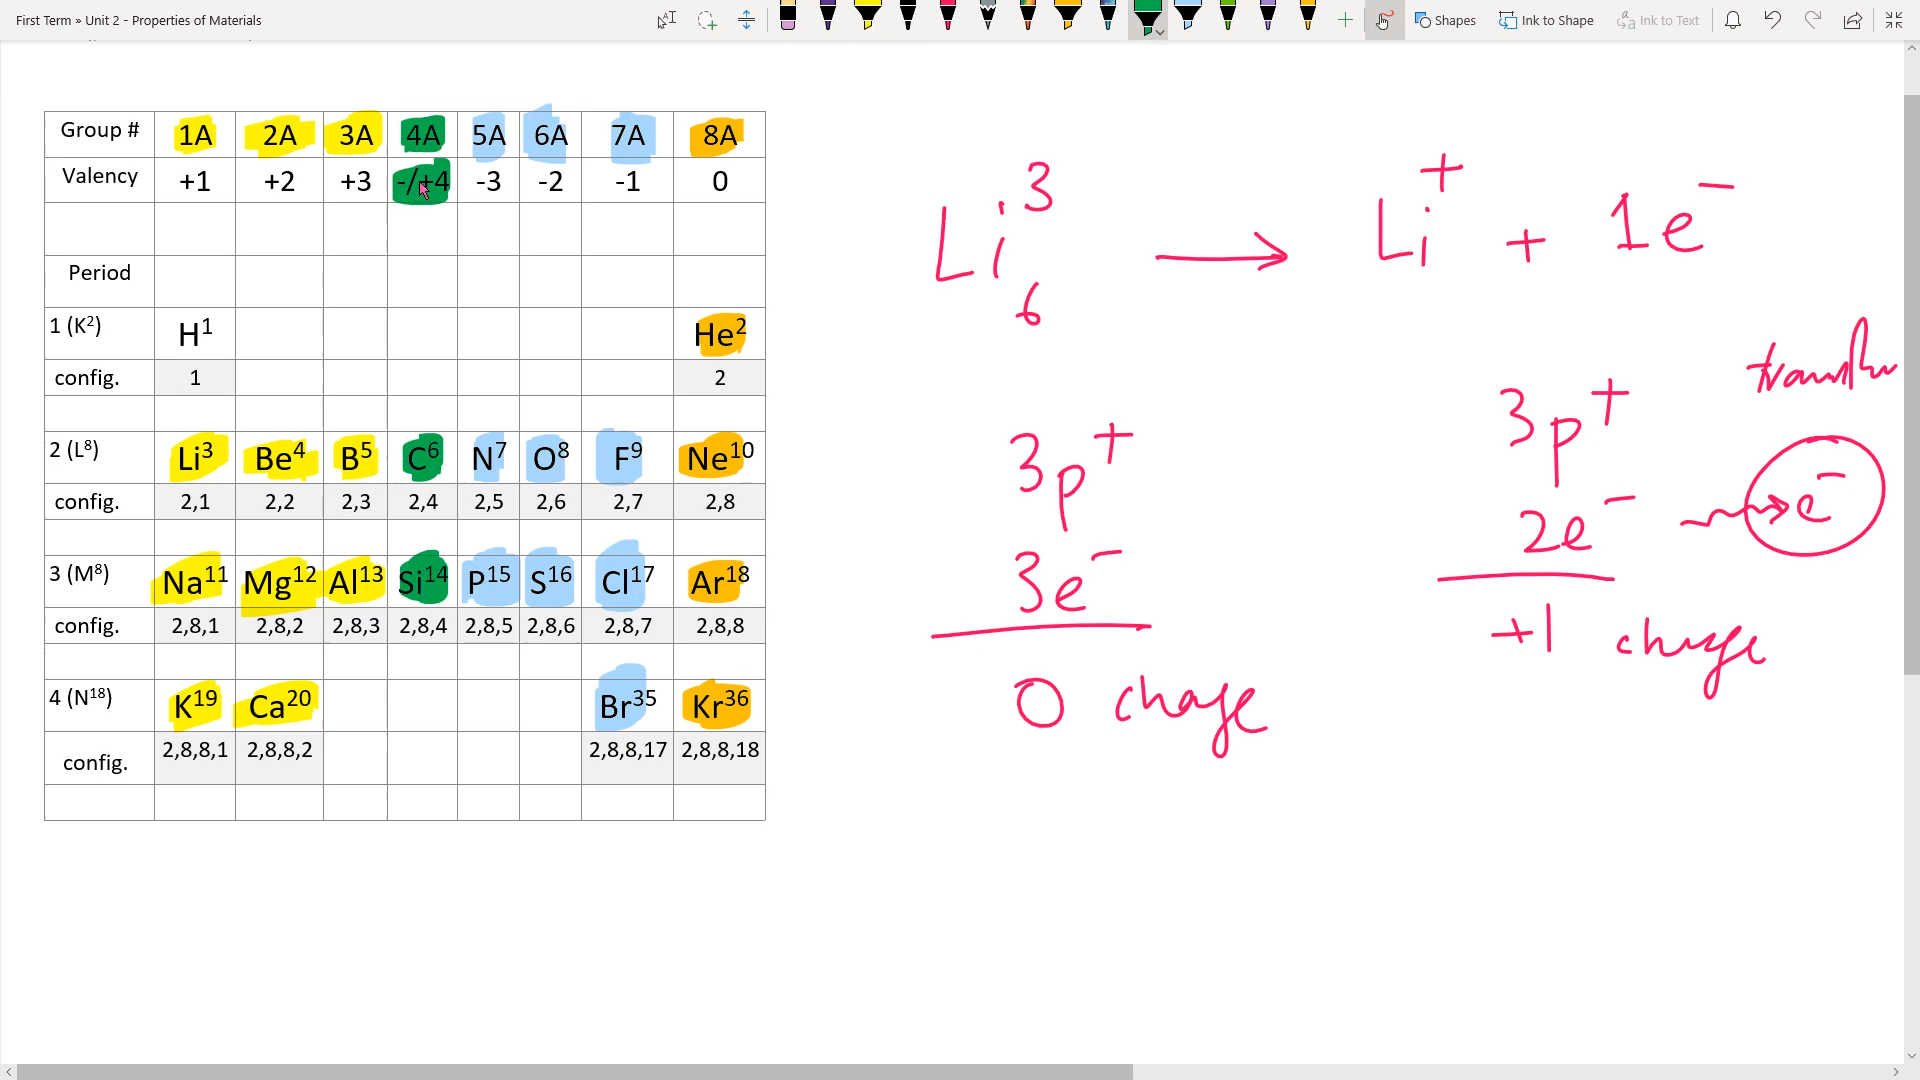 First Term » Unit 2 - Properties of Materials
Shapes
Ink to Shape
Ink to Text
Group # 1A 2A 3A 4A 5A 6A 7A 8A
Valency +1 +2 +3 -/+4 -3 -2 -1 0
Period
1 (K²) H¹ He²
config. 1 2
2 (L⁸) Li³ Be⁴ B⁵ C⁶ N⁷ O⁸ F⁹ Ne¹⁰
config. 2,1 2,2 2,3 2,4 2,5 2,6 2,7 2,8
3 (M⁸) Na¹¹ Mg¹² Al¹³ Si¹⁴ P¹⁵ S¹⁶ Cl¹⁷ Ar¹⁸
config. 2,8,1 2,8,2 2,8,3 2,8,4 2,8,5 2,8,6 2,8,7 2,8,8
4 (N¹⁸) K¹⁹ Ca²⁰ Br³⁵ Kr³⁶
config. 2,8,8,1 2,8,8,2 2,8,8,17 2,8,8,18
Li³₆ → Li⁺ + 1e⁻
3p⁺
3e⁻
0 charge
3p⁺
2e⁻ e⁻
+1 charge